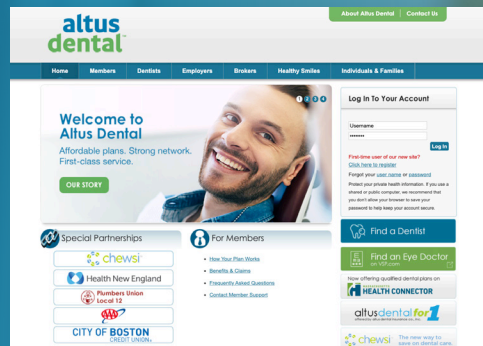 About Altus Dental
Contact Us
altus
dental
Home
Members
Dentists
Employers
Brokers
Healthy Smiles
Individuals & Families
Welcome to
Altus Dental
Affordable plans. Strong network.
First-class service.
OUR STORY
1 2 3 4
Log In To Your Account
Username
Log In
First-time user of our new site?
Click here to register
Forgot your user name or password
Protect your private health information. If you use a
shared or public computer, we recommend that
you don't allow your browser to save your
password to help keep your account secure.
Find a Dentist
Find an Eye Doctor
on VSP.com
Now offering qualified dental plans on
HEALTH CONNECTOR
altusdental for 1
chewsi
The new way to
save on dental care.
Special Partnerships
chewsi
Health New England
Plumbers Union
Local 12
AAA
CITY OF BOSTON
CREDIT UNION
For Members
How Your Plan Works
Benefits & Claims
Frequently Asked Questions
Contact Member Support